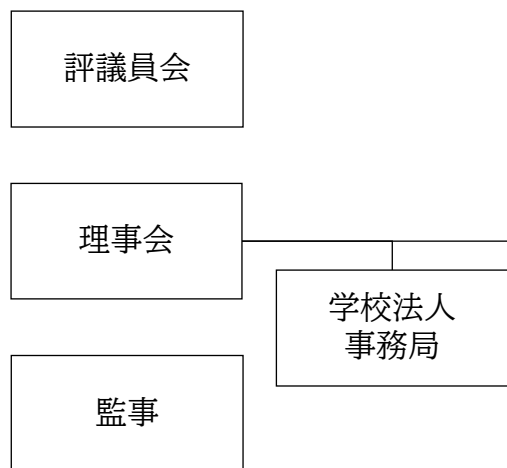 評議員会
理事会
学校法人
事務局
監事